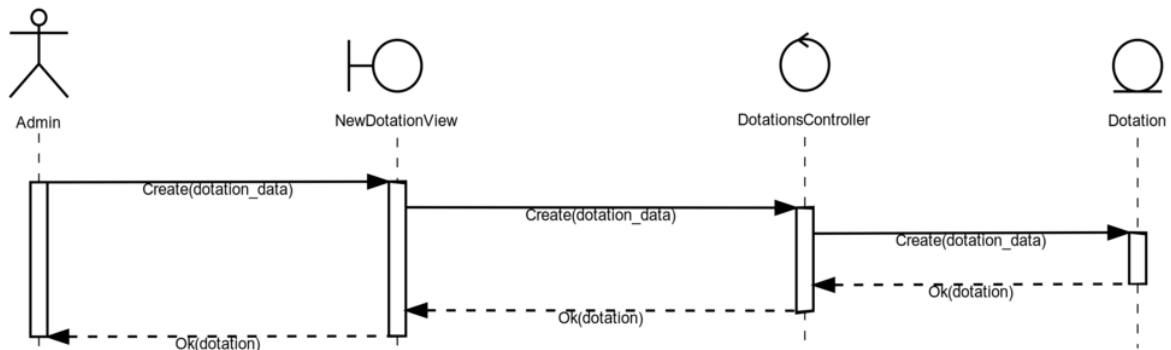 Admin
NewDotationView
DotationsController
Dotation
Create(dotation_data)
Create(dotation_data)
Create(dotation_data)
Ok(dotation)
Ok(dotation)
Ok(dotation)